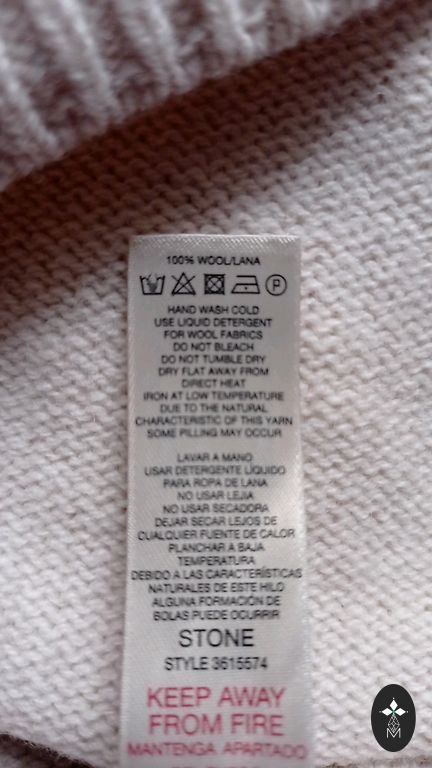 100% WOOL/LANA
P
HAND WASH COLD
USE LIQUID DETERGENT
FOR WOOL FABRICS
DO NOT BLEACH
DO NOT TUMBLE DRY
DRY FLAT AWAY FROM
DIRECT HEAT
IRON AT LOW TEMPERATURE
DUE TO THE NATURAL
CHARACTERISTIC OF THIS YARN
SOME PILLING MAY OCCUR
LAVAR A MANO
USAR DETERGENTE LÍQUIDO
PARA ROPA DE LANA
NO USAR LEJIA
NO USAR SECADORA
DEJAR SECAR LEJOS DE
CUALQUIER FUENTE DE CALOR
PLANCHAR A BAJA
TEMPERATURA
DEBIDO A LAS CARACTERÍSTICAS
NATURALES DE ESTE HILO
ALGUNA FORMACIÓN DE
BOLAS PUEDE OCURRIR
STONE
STYLE 3615574
KEEP AWAY
FROM FIRE
MANTENGA APARTADO
M